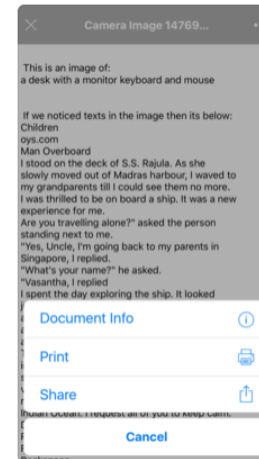 Camera Image 14769...
This is an image of:
a desk with a monitor keyboard and mouse
If we noticed texts in the image then its below:
Children
oys.com
Man Overboard
I stood on the deck of S.S. Rajula. As she
slowly moved out of Madras harbour, I waved to
my grandparents till I could see them no more.
I was thrilled to be on board a ship. It was a new
experience for me.
Are you travelling alone?" asked the person
standing next to me.
"Yes, Uncle, I'm going back to my parents in
Singapore, I replied.
"What's your name?" he asked.
"Vasantha, I replied
I spent the day exploring the ship. It looked
Document Info
Print
Share
Indian Ocean. I request all of you to keep calm.
Cancel